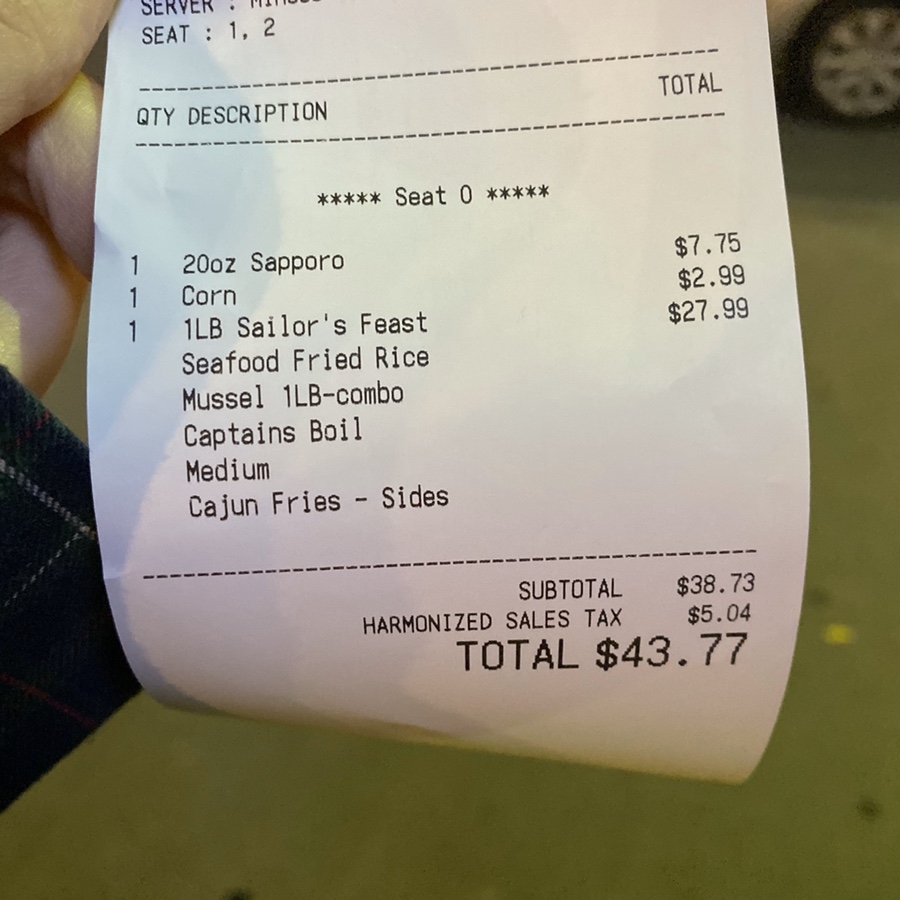 SERVER :
SEAT : 1, 2
QTY DESCRIPTION TOTAL
***** Seat 0 *****
1 20oz Sapporo $7.75
1 Corn $2.99
1 1LB Sailor's Feast $27.99
Seafood Fried Rice
Mussel 1LB-combo
Captains Boil
Medium
Cajun Fries - Sides
SUBTOTAL $38.73
HARMONIZED SALES TAX $5.04
TOTAL $43.77